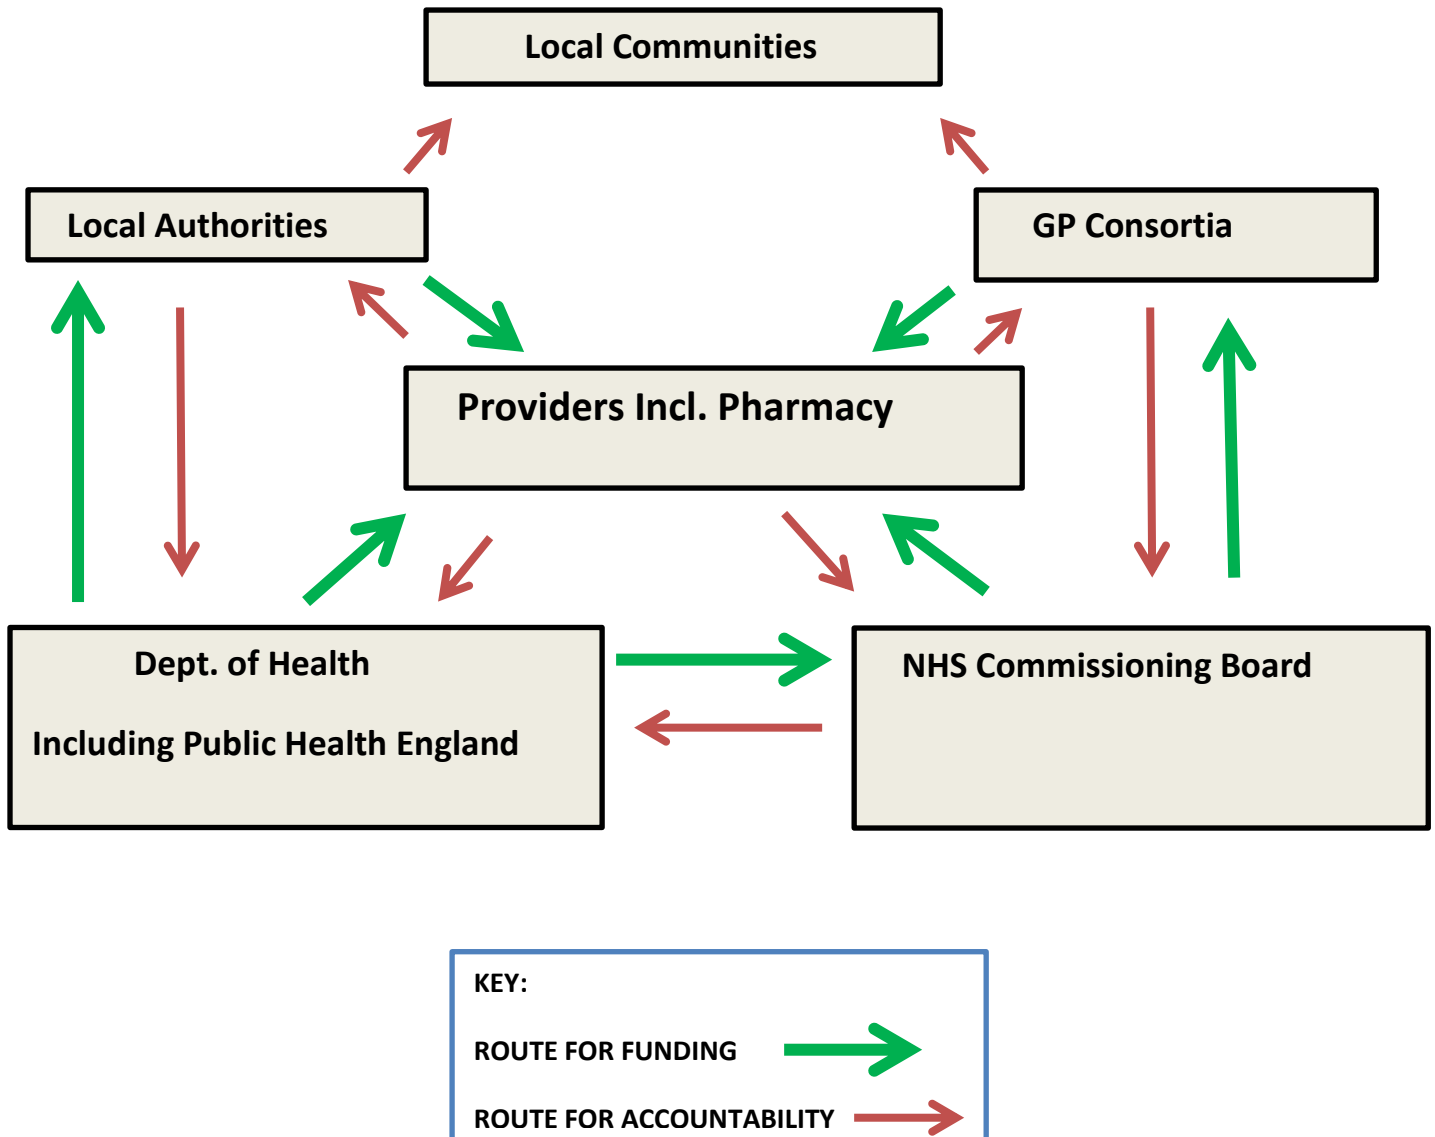 Local Communities
Local Authorities
GP Consortia
Providers Incl. Pharmacy
Dept. of Health
Including Public Health England
NHS Commissioning Board
KEY:
ROUTE FOR FUNDING
ROUTE FOR ACCOUNTABILITY